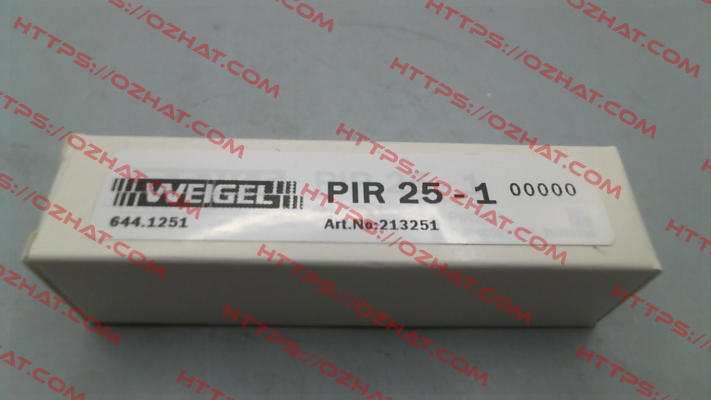 WEIGEL PIR 25 - 1 00000
644.1251 Art.No:213251
HTTPS://OZHAT.COM